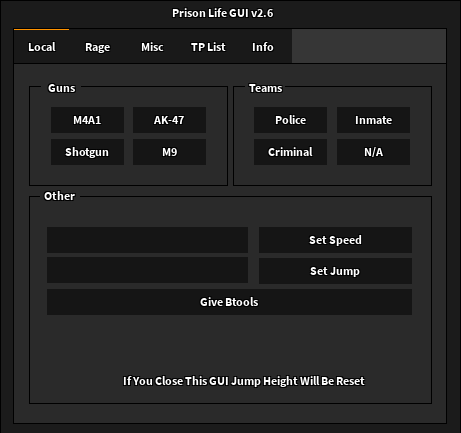 Prison Life GUI v2.6
Local Rage Misc TP List Info
Guns Teams
M4A1 AK-47 Police Inmate
Shotgun M9 Criminal N/A
Other
Set Speed
Set Jump
Give Btools
If You Close This GUI Jump Height Will Be Reset